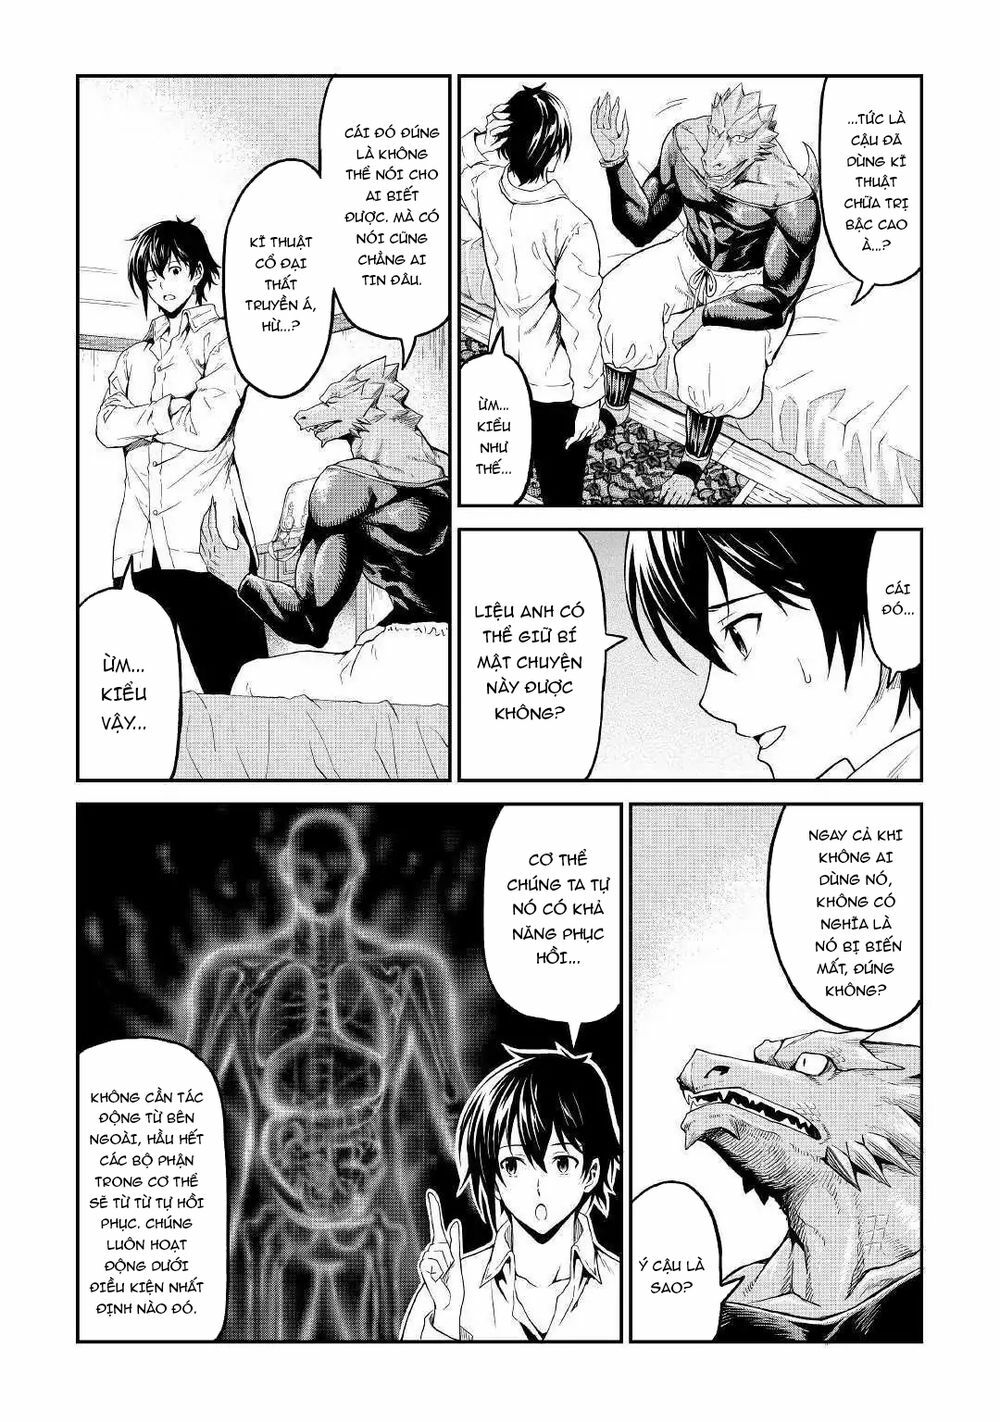 ...TỨC LÀ
CẬU ĐÃ
DÙNG KĨ
THUẬT
CHỮA TRỊ
BẬC CAO
À...?
ỪM...
KIỂU
NHƯ
THẾ...
CÁI
ĐÓ...
LIỆU ANH CÓ
THỂ GIỮ BÍ
MẬT CHUYỆN
NÀY ĐƯỢC
KHÔNG?
CÁI ĐÓ ĐÚNG
LÀ KHÔNG
THỂ NÓI CHO
AI BIẾT
ĐƯỢC. MÀ CÓ
NÓI CŨNG
CHẲNG AI
TIN ĐÂU.
KĨ THUẬT
CỔ ĐẠI
THẤT
TRUYỀN Á,
HỪ...?
ỪM...
KIỂU
VẬY...
NGAY CẢ KHI
KHÔNG AI
DÙNG NÓ,
KHÔNG CÓ
NGHĨA LÀ
NÓ BỊ BIẾN
MẤT, ĐÚNG
KHÔNG?
Ý CẬU LÀ
SAO?
CƠ THỂ
CHÚNG TA TỰ
NÓ CÓ KHẢ
NĂNG PHỤC
HỒI...
KHÔNG CẦN TÁC
ĐỘNG TỪ BÊN
NGOÀI, HẦU HẾT
CÁC BỘ PHẬN
TRONG CƠ THỂ
SẼ TỪ TỪ TỰ HỒI
PHỤC. CHÚNG
LUÔN HOẠT
ĐỘNG DƯỚI
ĐIỀU KIỆN NHẤT
ĐỊNH NÀO ĐÓ.